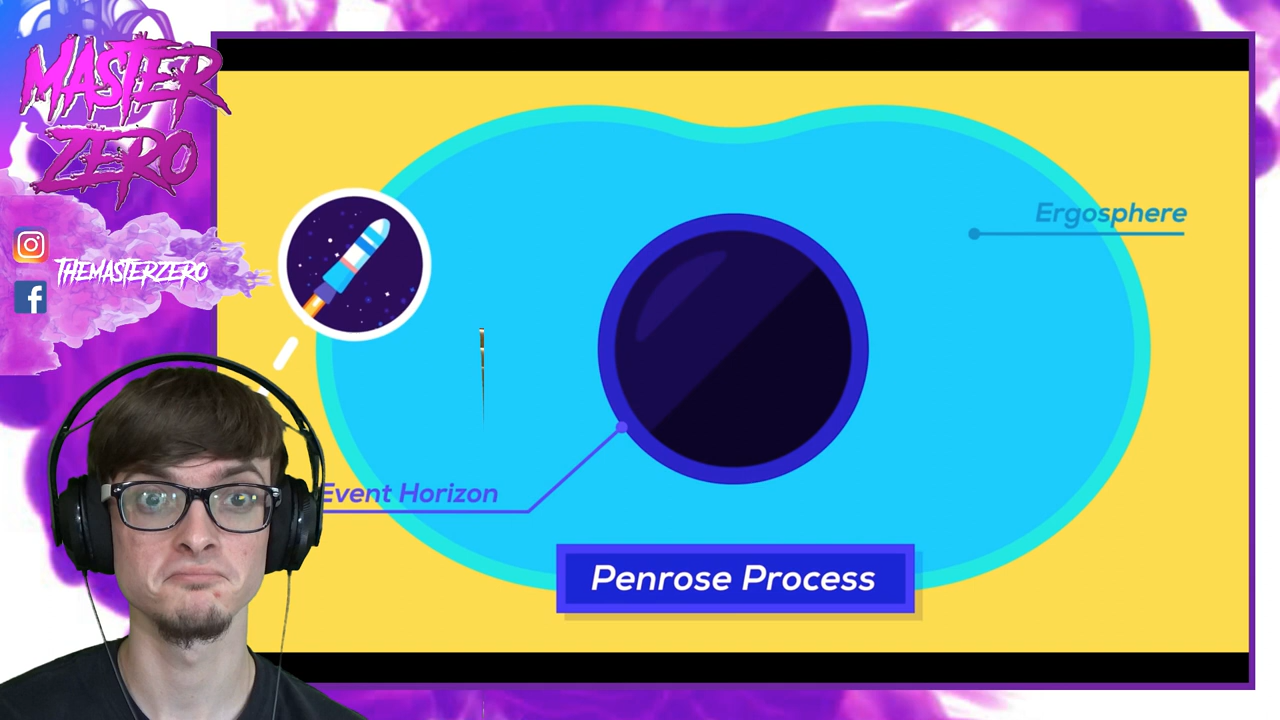 MASTER
ZERO
THEMASTERZERO
Ergosphere
Event Horizon
Penrose Process